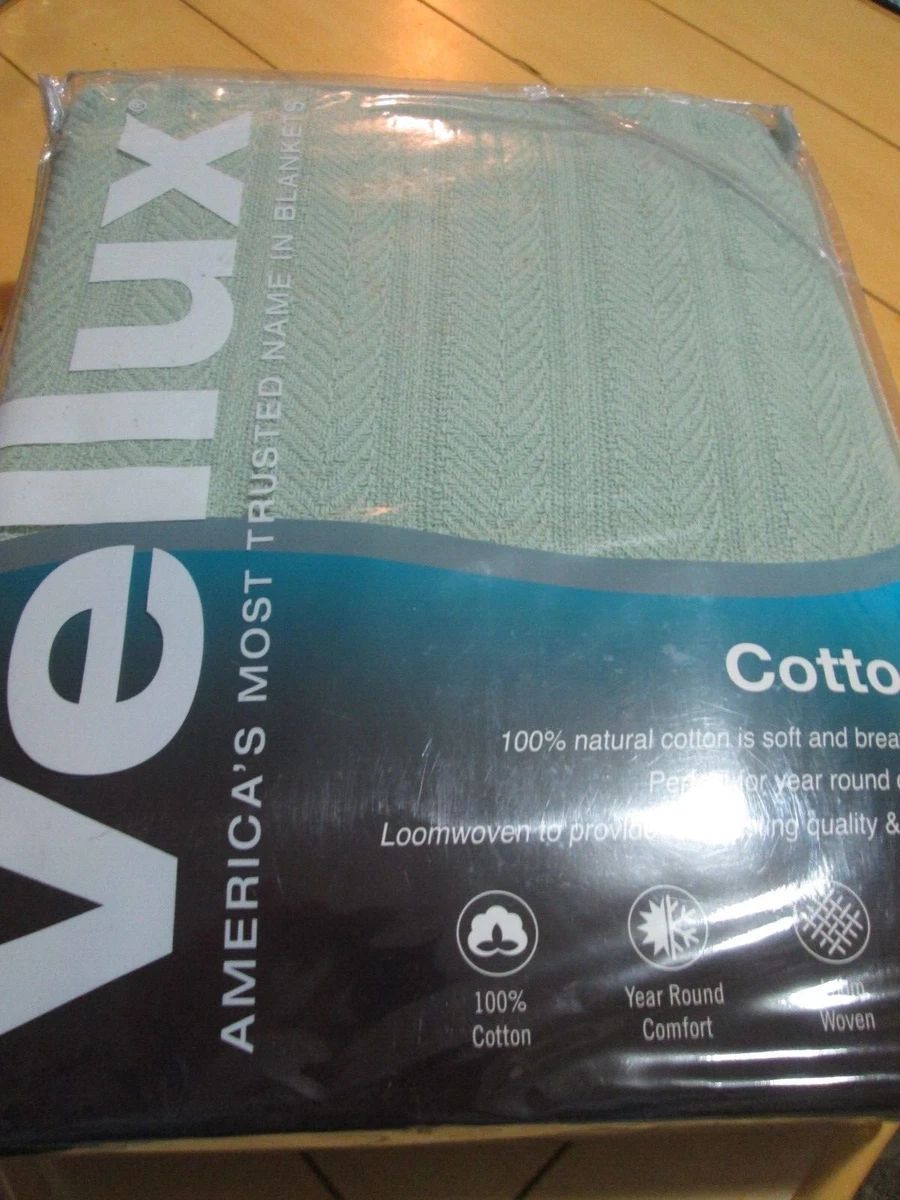 vellux®
AMERICA'S MOST TRUSTED NAME IN BLANKETS
Cotto
100% natural cotton is soft and brea
for year round
Loomwoven to provide quality &
100%
Cotton
Year Round
Comfort
Woven